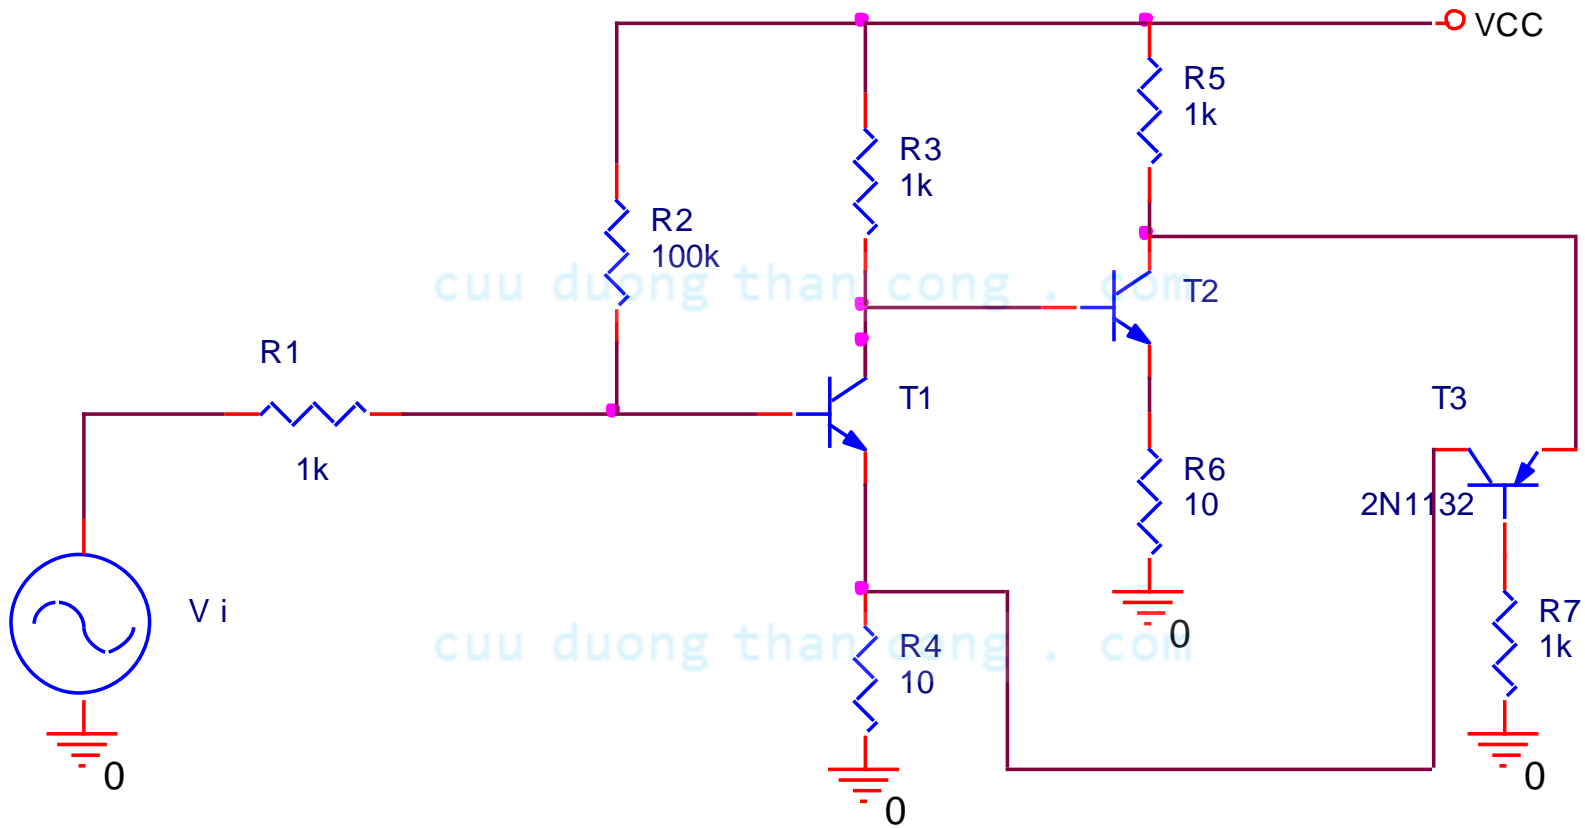 VCC
R5
1k
R3
1k
R2
100k
cuu duong than cong . com
T2
R1
1k
T1
T3
R6
10
2N1132
V i
R7
1k
0
cuu duong than cong . com
R4
10
0
0
0